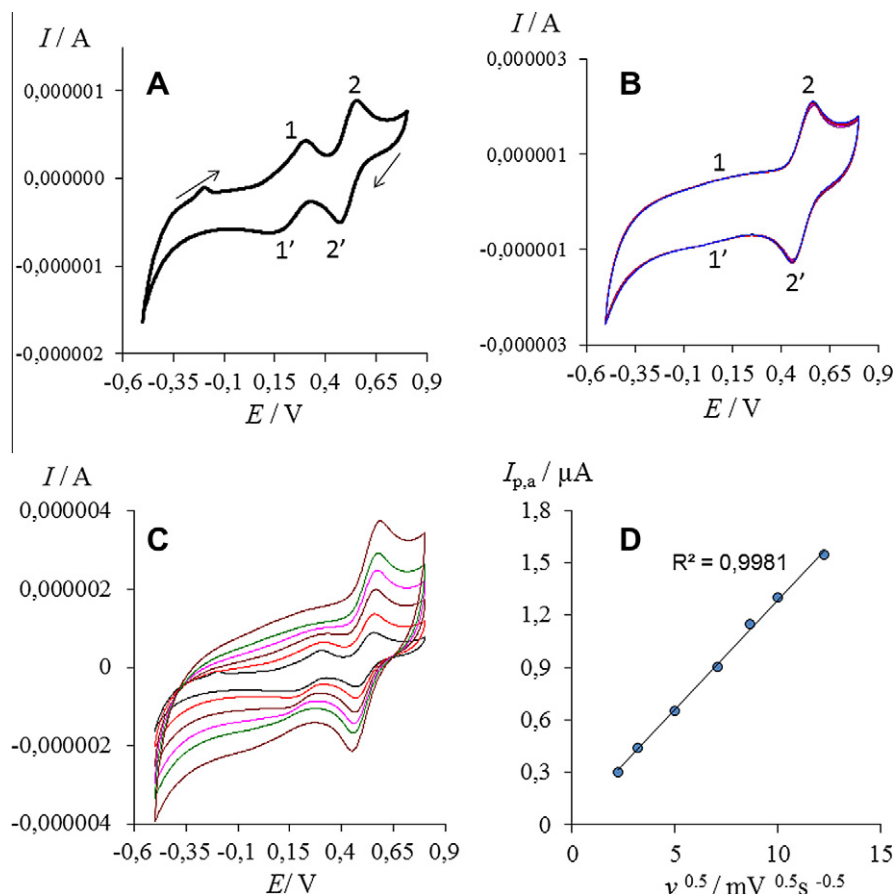 I / A
0,000001
0,000000
-0,000001
-0,000002
A
1
2
1’
2’
-0,6 -0,35 -0,1 0,15 0,4 0,65 0,9
E / V
I / A
0,000003
0,000001
-0,000001
-0,000003
B
1
2
1’
2’
-0,6 -0,35 -0,1 0,15 0,4 0,65 0,9
E / V
I / A
0,000004
0,000002
0
-0,000002
-0,000004
C
-0,6 -0,35 -0,1 0,15 0,4 0,65 0,9
E / V
Ip,a / µA
1,8
1,5
1,2
0,9
0,6
0,3
0
D
R² = 0,9981
0 5 10 15
v 0.5 / mV 0.5s -0.5